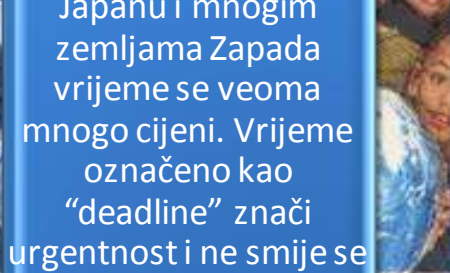 Japanu i mnogim
zemljama Zapada
vrijeme se veoma
mnogo cijeni. Vrijeme
označeno kao
“deadline” znači
urgentnost i ne smije se